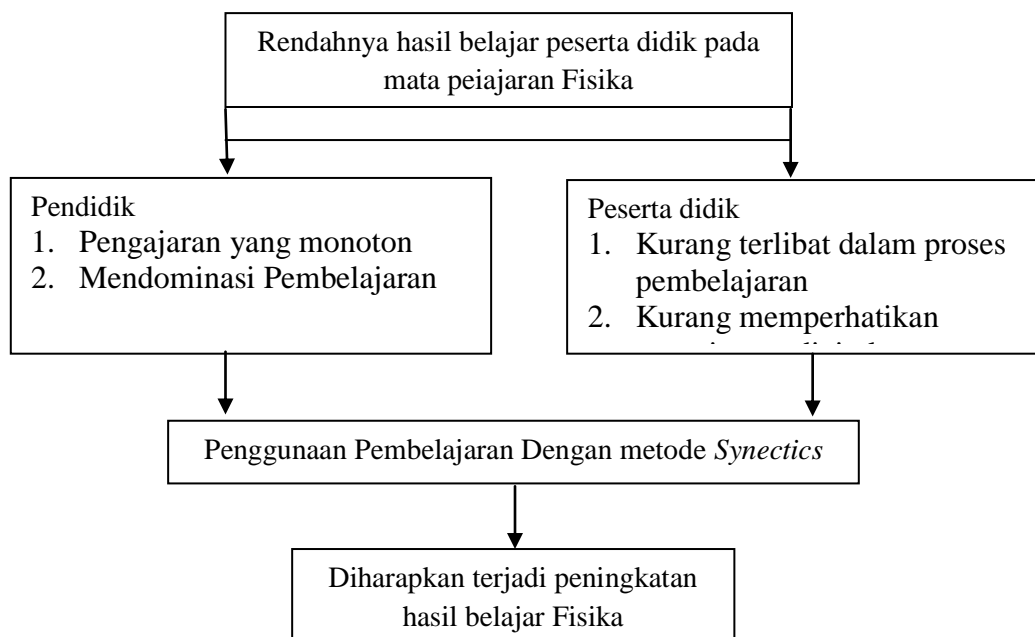 Rendahnya hasil belajar peserta didik pada
mata peiajaran Fisika
Pendidik
1. Pengajaran yang monoton
2. Mendominasi Pembelajaran
Peserta didik
1. Kurang terlibat dalam proses
pembelajaran
2. Kurang memperhatikan
Penggunaan Pembelajaran Dengan metode Synectics
Diharapkan terjadi peningkatan
hasil belajar Fisika